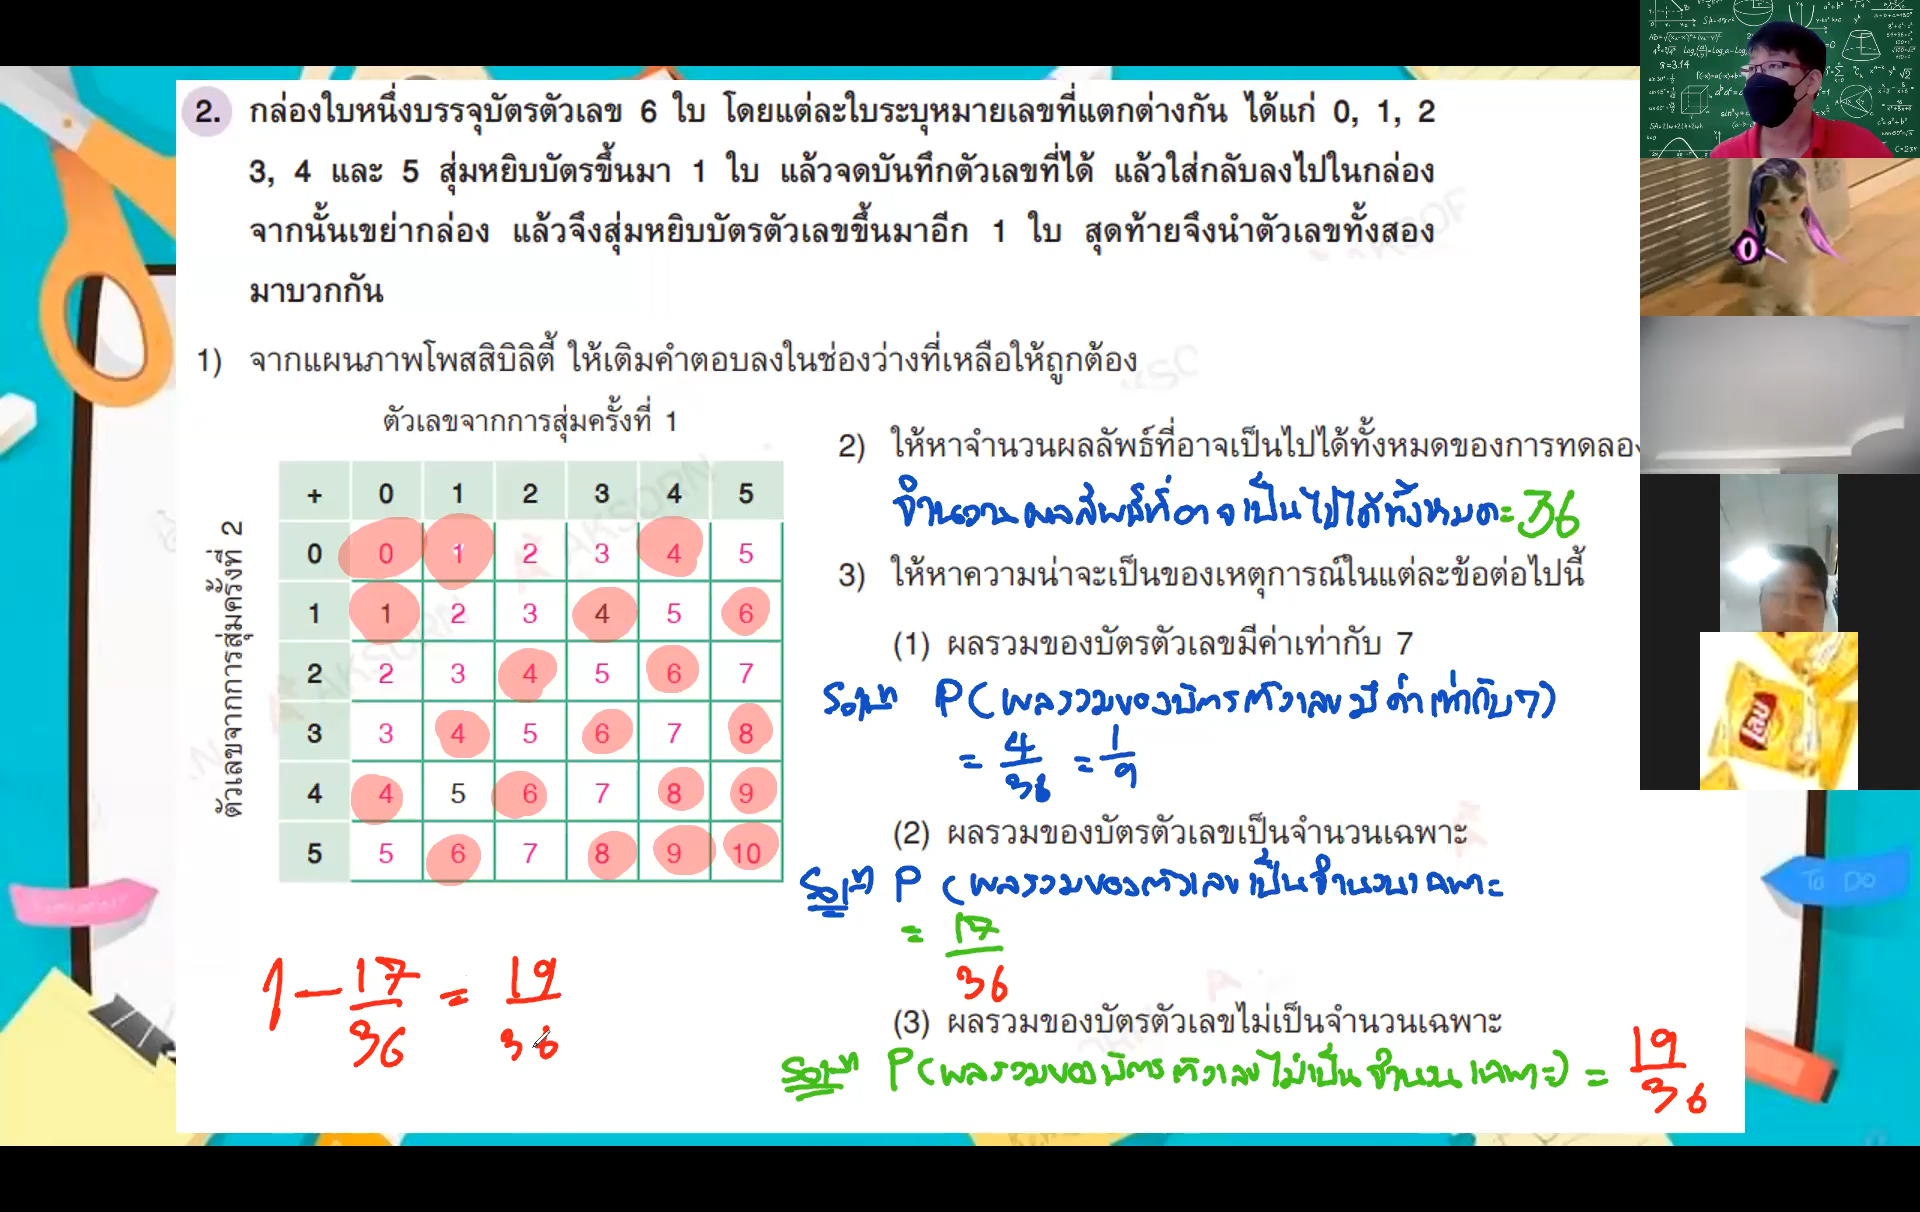 2. กล่องใบหนึ่งบรรจุบัตรตัวเลข 6 ใบ โดยแต่ละใบระบุหมายเลขที่แตกต่างกัน ได้แก่ 0, 1, 2
3, 4 และ 5 สุ่มหยิบบัตรขึ้นมา 1 ใบ แล้วจดบันทึกตัวเลขที่ได้ แล้วใส่กลับลงไปในกล่อง
จากนั้นเขย่ากล่อง แล้วจึงสุ่มหยิบบัตรตัวเลขขึ้นมาอีก 1 ใบ สุดท้ายจึงนำตัวเลขทั้งสอง
มาบวกกัน
1) จากแผนภาพโพสสิบิลิตี้ ให้เติมคำตอบลงในช่องว่างที่เหลือให้ถูกต้อง
ตัวเลขจากการสุ่มครั้งที่ 1
ตัวเลขจากการสุ่มครั้งที่ 2
+ 0 1 2 3 4 5
0 0 1 2 3 4 5
1 1 2 3 4 5 6
2 2 3 4 5 6 7
3 3 4 5 6 7 8
4 4 5 6 7 8 9
5 5 6 7 8 9 10
1 - 17/36 = 19/36
2) ให้หาจำนวนผลลัพธ์ที่อาจเป็นไปได้ทั้งหมดของการทดลอง
จำนวนผลลัพธ์ที่อาจเป็นไปได้ทั้งหมด = 36
3) ให้หาความน่าจะเป็นของเหตุการณ์ในแต่ละข้อต่อไปนี้
(1) ผลรวมของบัตรตัวเลขมีค่าเท่ากับ 7
Solⁿ P(ผลรวมของบัตรตัวเลขมีค่าเท่ากับ 7)
= 4/36 = 1/9
(2) ผลรวมของบัตรตัวเลขเป็นจำนวนเฉพาะ
Solⁿ P (ผลรวมของตัวเลขเป็นจำนวนเฉพาะ
= 17/36
(3) ผลรวมของบัตรตัวเลขไม่เป็นจำนวนเฉพาะ
Solⁿ P(ผลรวมของบัตรตัวเลขไม่เป็นจำนวนเฉพาะ) = 19/36
TO DO
เลย์